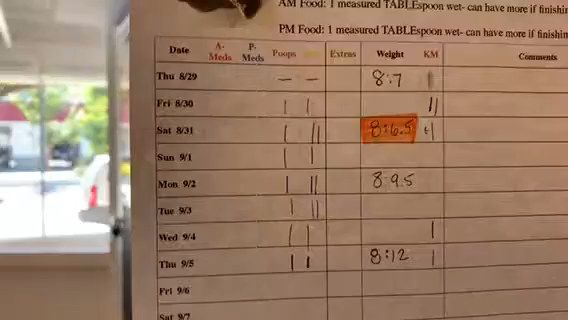 AM Food: 1 measured TABLEspoon wet- can have more if finishin
PM Food: 1 measured TABLEspoon wet- can have more if finishin
Date A-Meds P-Meds Poops Extras Weight KM Comments
Thu 8/29 — — 8:7 |
Fri 8/30 | | ||
Sat 8/31 | || 8:6.5 |
Sun 9/1 | |
Mon 9/2 | || 8:9.5
Tue 9/3 | ||
Wed 9/4 | | |
Thu 9/5 | | 8:12 |
Fri 9/6
Sat 9/7